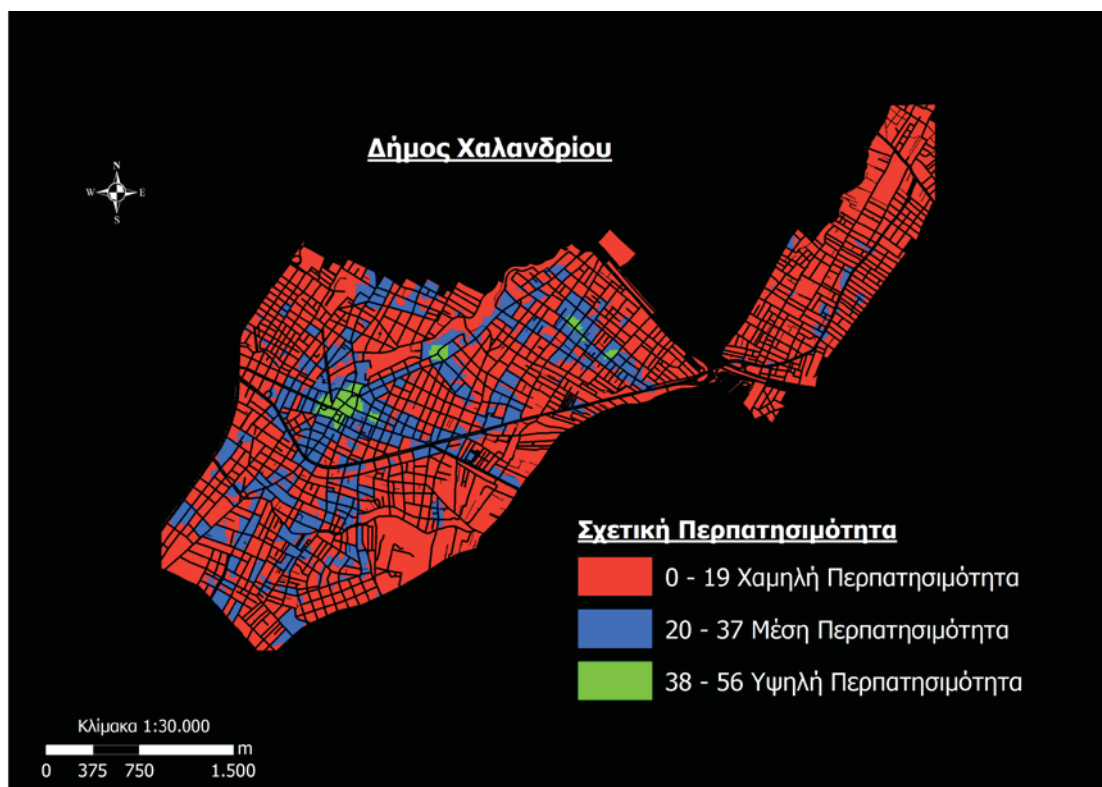 Δήμος Χαλανδρίου
N
W E
S
Σχετική Περπατησιμότητα
0 - 19 Χαμηλή Περπατησιμότητα
20 - 37 Μέση Περπατησιμότητα
38 - 56 Υψηλή Περπατησιμότητα
Κλίμακα 1:30.000
m
0 375 750 1.500